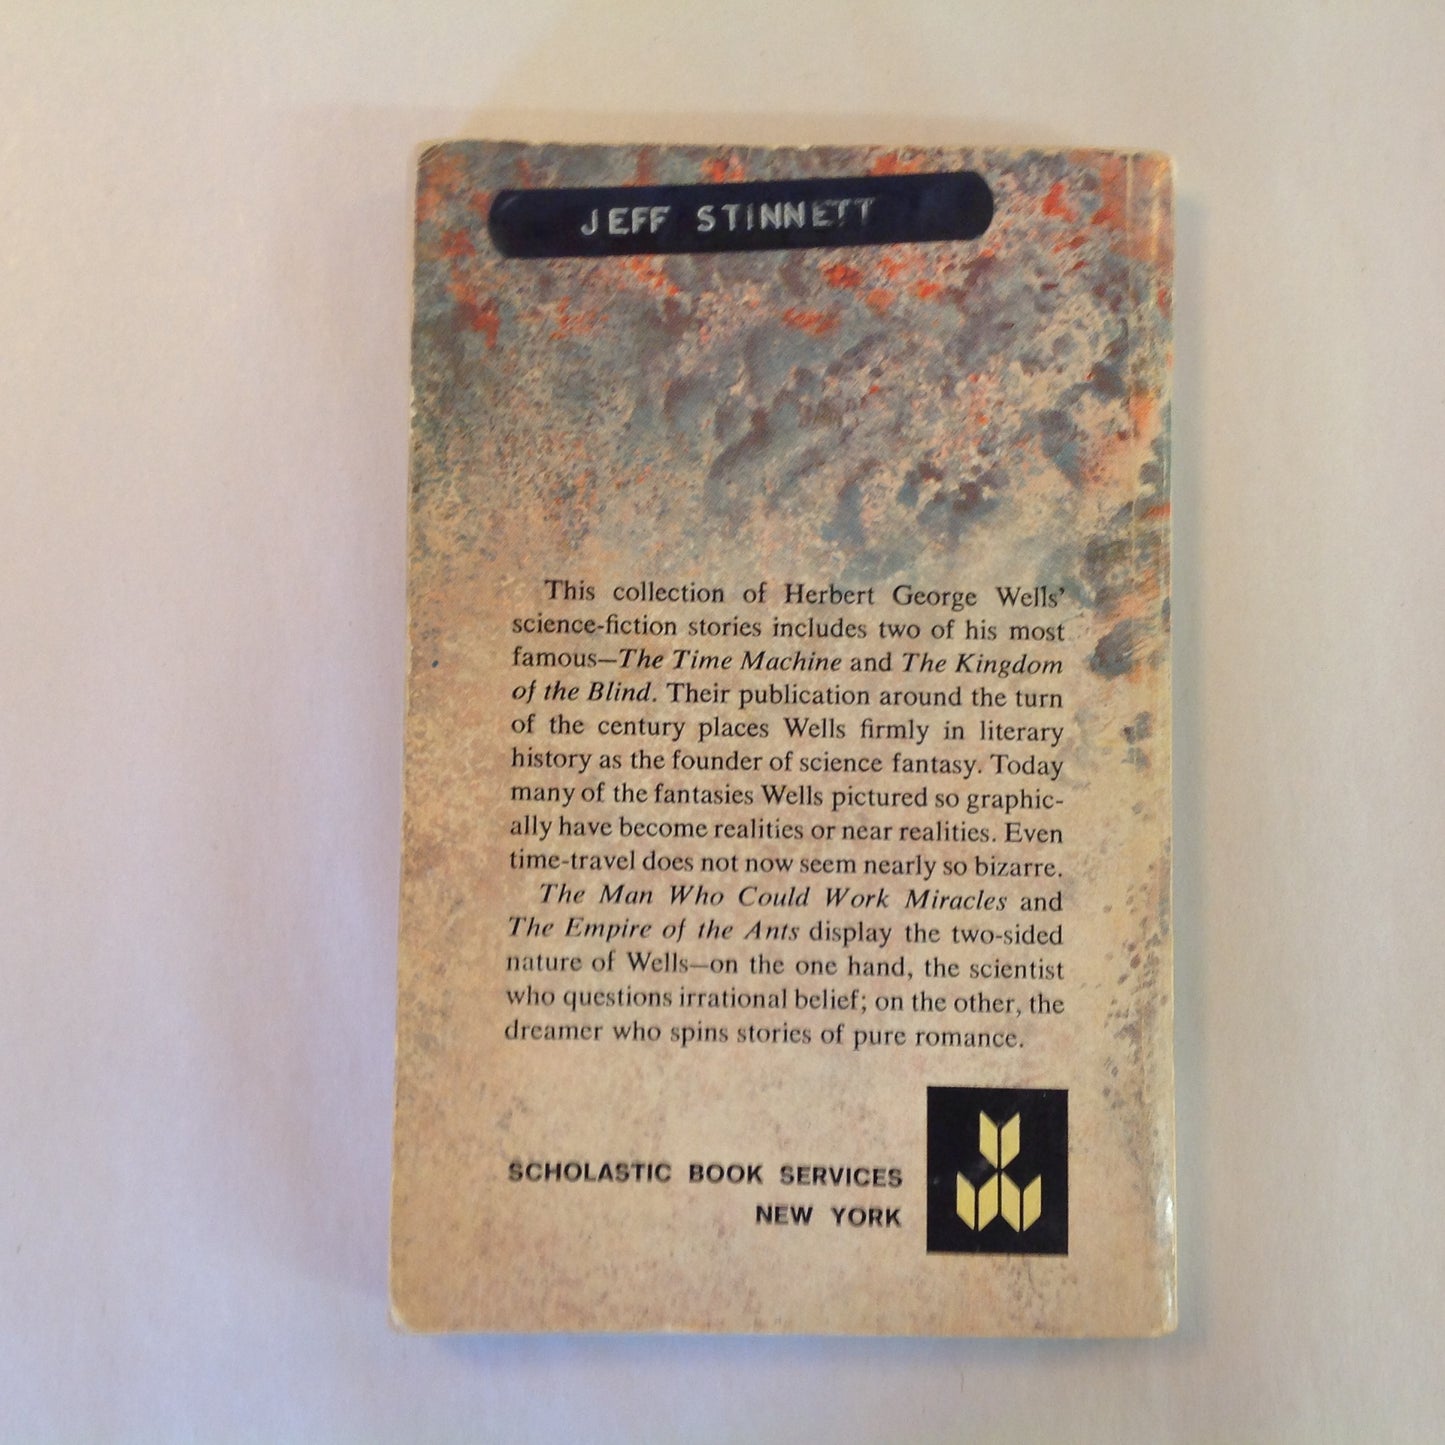 JEFF STINNETT
This collection of Herbert George Wells'
science-fiction stories includes two of his most
famous—The Time Machine and The Kingdom
of the Blind. Their publication around the turn
of the century places Wells firmly in literary
history as the founder of science fantasy. Today
many of the fantasies Wells pictured so graphic-
ally have become realities or near realities. Even
time-travel does not now seem nearly so bizarre.
The Man Who Could Work Miracles and
The Empire of the Ants display the two-sided
nature of Wells—on the one hand, the scientist
who questions irrational belief; on the other, the
dreamer who spins stories of pure romance.
SCHOLASTIC BOOK SERVICES
NEW YORK